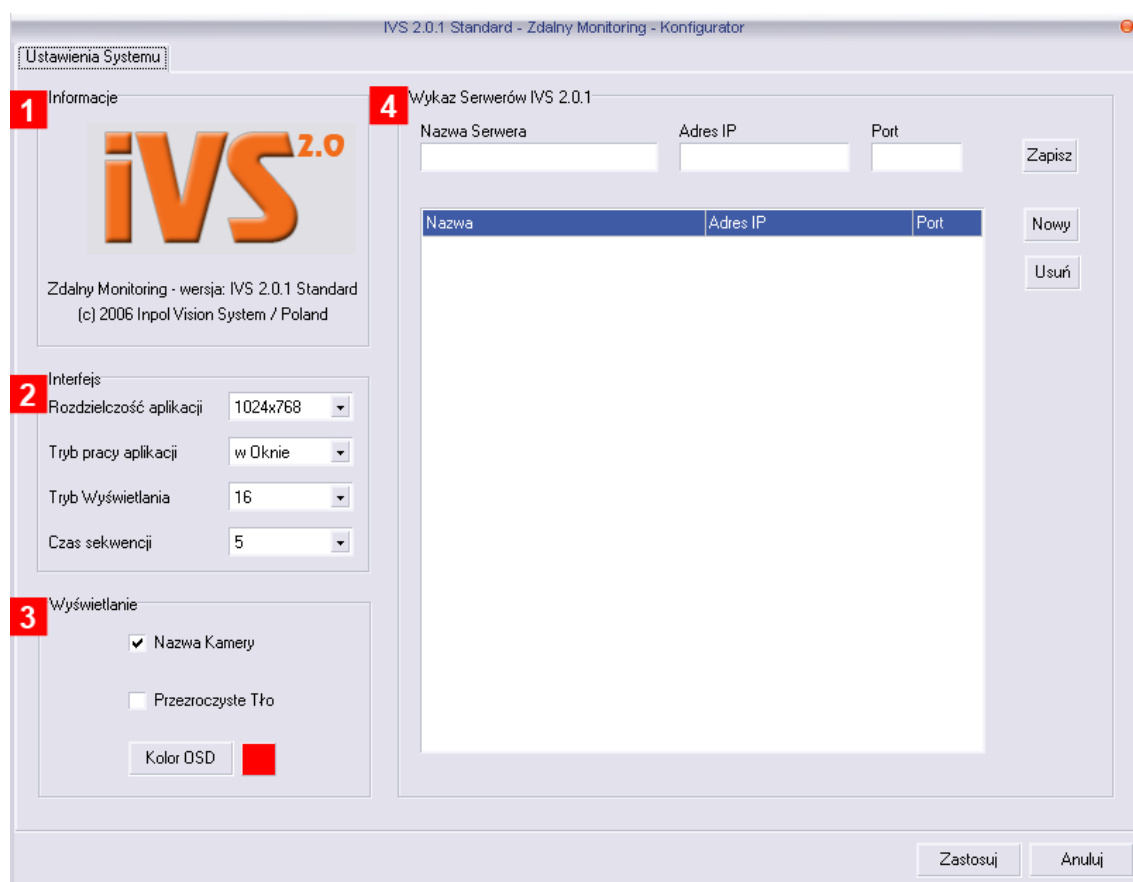 IVS 2.0.1 Standard - Zdalny Monitoring - Konfigurator
Ustawienia Systemu
1
Informacje
iVS 2.0
Zdalny Monitoring - wersja: IVS 2.0.1 Standard
(c) 2006 Inpol Vision System / Poland
2
Interfejs
Rozdzielczość aplikacji 1024x768
Tryb pracy aplikacji w Oknie
Tryb Wyświetlania 16
Czas sekwencji 5
3
Wyświetlanie
Nazwa Kamery
Przezroczyste Tło
Kolor OSD
4
Wykaz Serwerów IVS 2.0.1
Nazwa Serwera Adres IP Port
Zapisz
Nazwa Adres IP Port
Nowy
Usuń
Zastosuj Anuluj